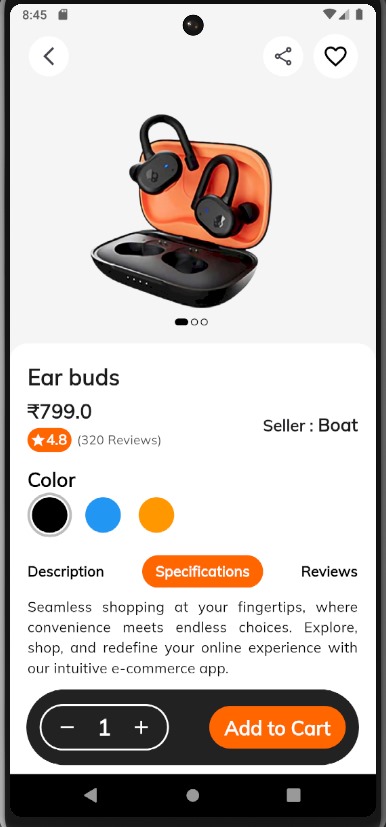 8:45
Ear buds
₹799.0
4.8 (320 Reviews)
Seller : Boat
Color
Description Specifications Reviews
Seamless shopping at your fingertips, where
convenience meets endless choices. Explore,
shop, and redefine your online experience with
our intuitive e-commerce app.
1 Add to Cart